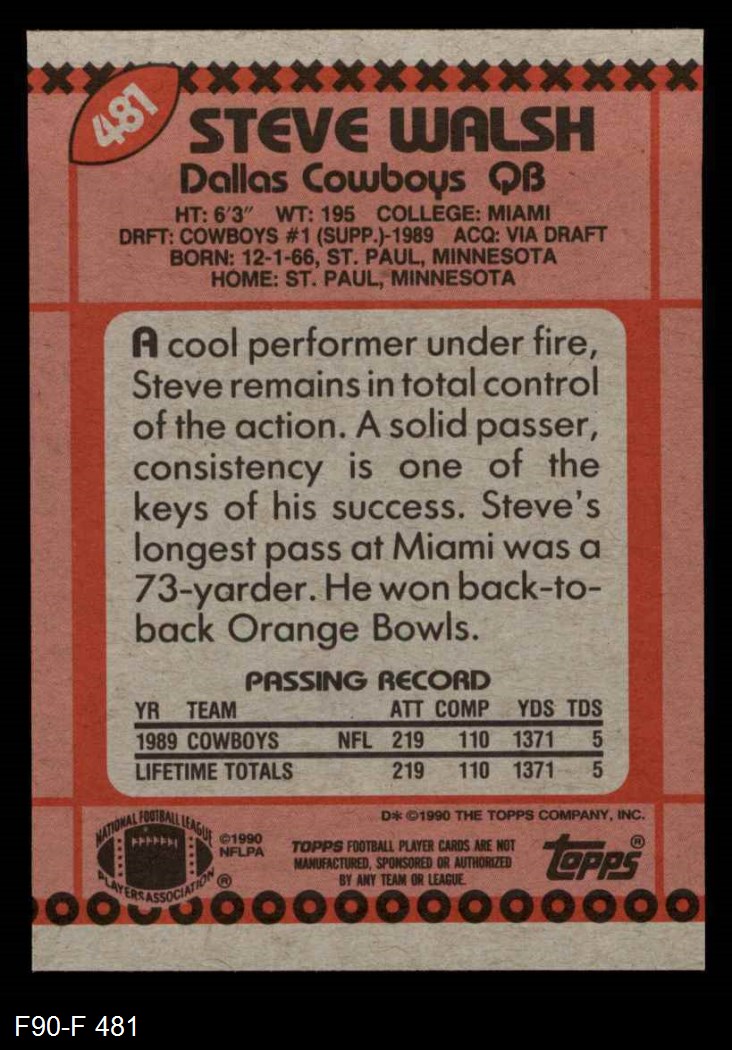 481
STEVE WALSH
Dallas Cowboys QB
HT: 6'3" WT: 195 COLLEGE: MIAMI
DRFT: COWBOYS #1 (SUPP.)-1989 ACQ: VIA DRAFT
BORN: 12-1-66, ST. PAUL, MINNESOTA
HOME: ST. PAUL, MINNESOTA
A cool performer under fire,
Steve remains in total control
of the action. A solid passer,
consistency is one of the
keys of his success. Steve's
longest pass at Miami was a
73-yarder. He won back-to-
back Orange Bowls.
PASSING RECORD
YR TEAM ATT COMP YDS TDS
1989 COWBOYS NFL 219 110 1371 5
LIFETIME TOTALS 219 110 1371 5
D* ©1990 THE TOPPS COMPANY, INC.
NATIONAL FOOTBALL LEAGUE
PLAYERS ASSOCIATION ®
©1990
NFLPA
TOPPS FOOTBALL PLAYER CARDS ARE NOT
MANUFACTURED, SPONSORED OR AUTHORIZED
BY ANY TEAM OR LEAGUE.
topps®
F90-F 481